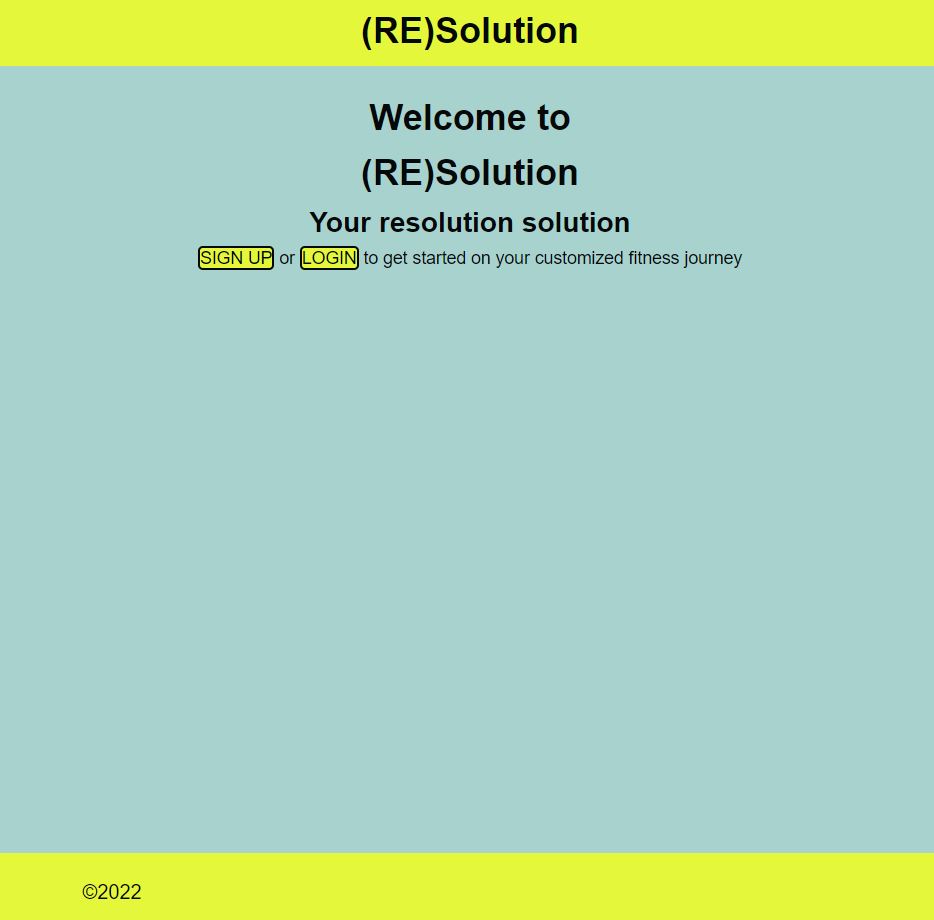 (RE)Solution
Welcome to
(RE)Solution
Your resolution solution
SIGN UP or LOGIN to get started on your customized fitness journey
©2022